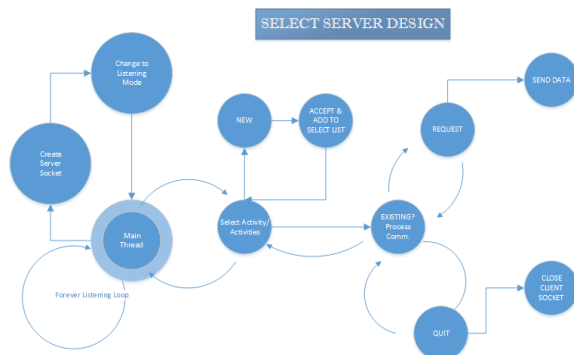 SELECT SERVER DESIGN
Change to
Listening
Mode
SEND DATA
NEW
ACCEPT &
ADD TO
SELECT LIST
REQUEST
Create
Server
Socket
Main
Thread
Select Activity/
Activities
EXISTING?
Process
Comm.
Forever Listening Loop
CLOSE
CLIENT
SOCKET
QUIT